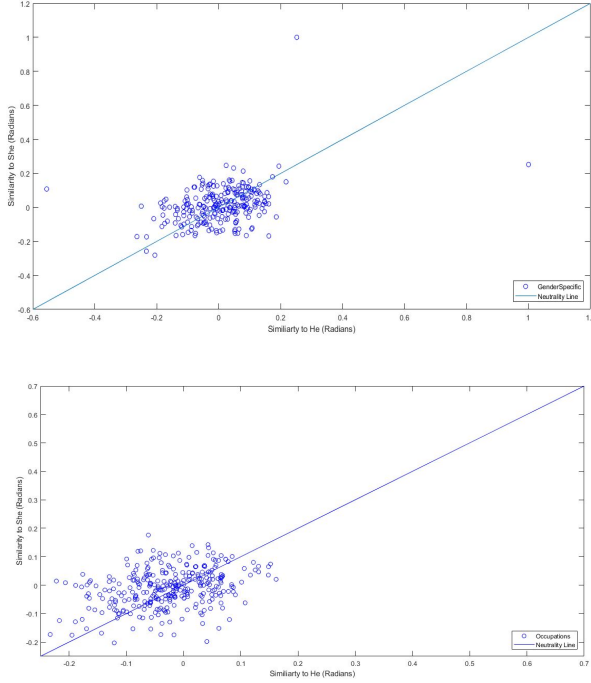 1.2
1
0.8
0.6
0.4
0.2
0
-0.2
-0.4
-0.6
Similarity to She (Radians)
GenderSpecific
Neutrality Line
-0.6 -0.4 -0.2 0 0.2 0.4 0.6 0.8 1 1.
Similiarty to He (Radians)
0.7
0.6
0.5
0.4
0.3
0.2
0.1
0
-0.1
-0.2
Similarity to She (Radians)
Occupations
Neutrality Line
-0.2 -0.1 0 0.1 0.2 0.3 0.4 0.5 0.6 0.7
Similiarty to He (Radians)